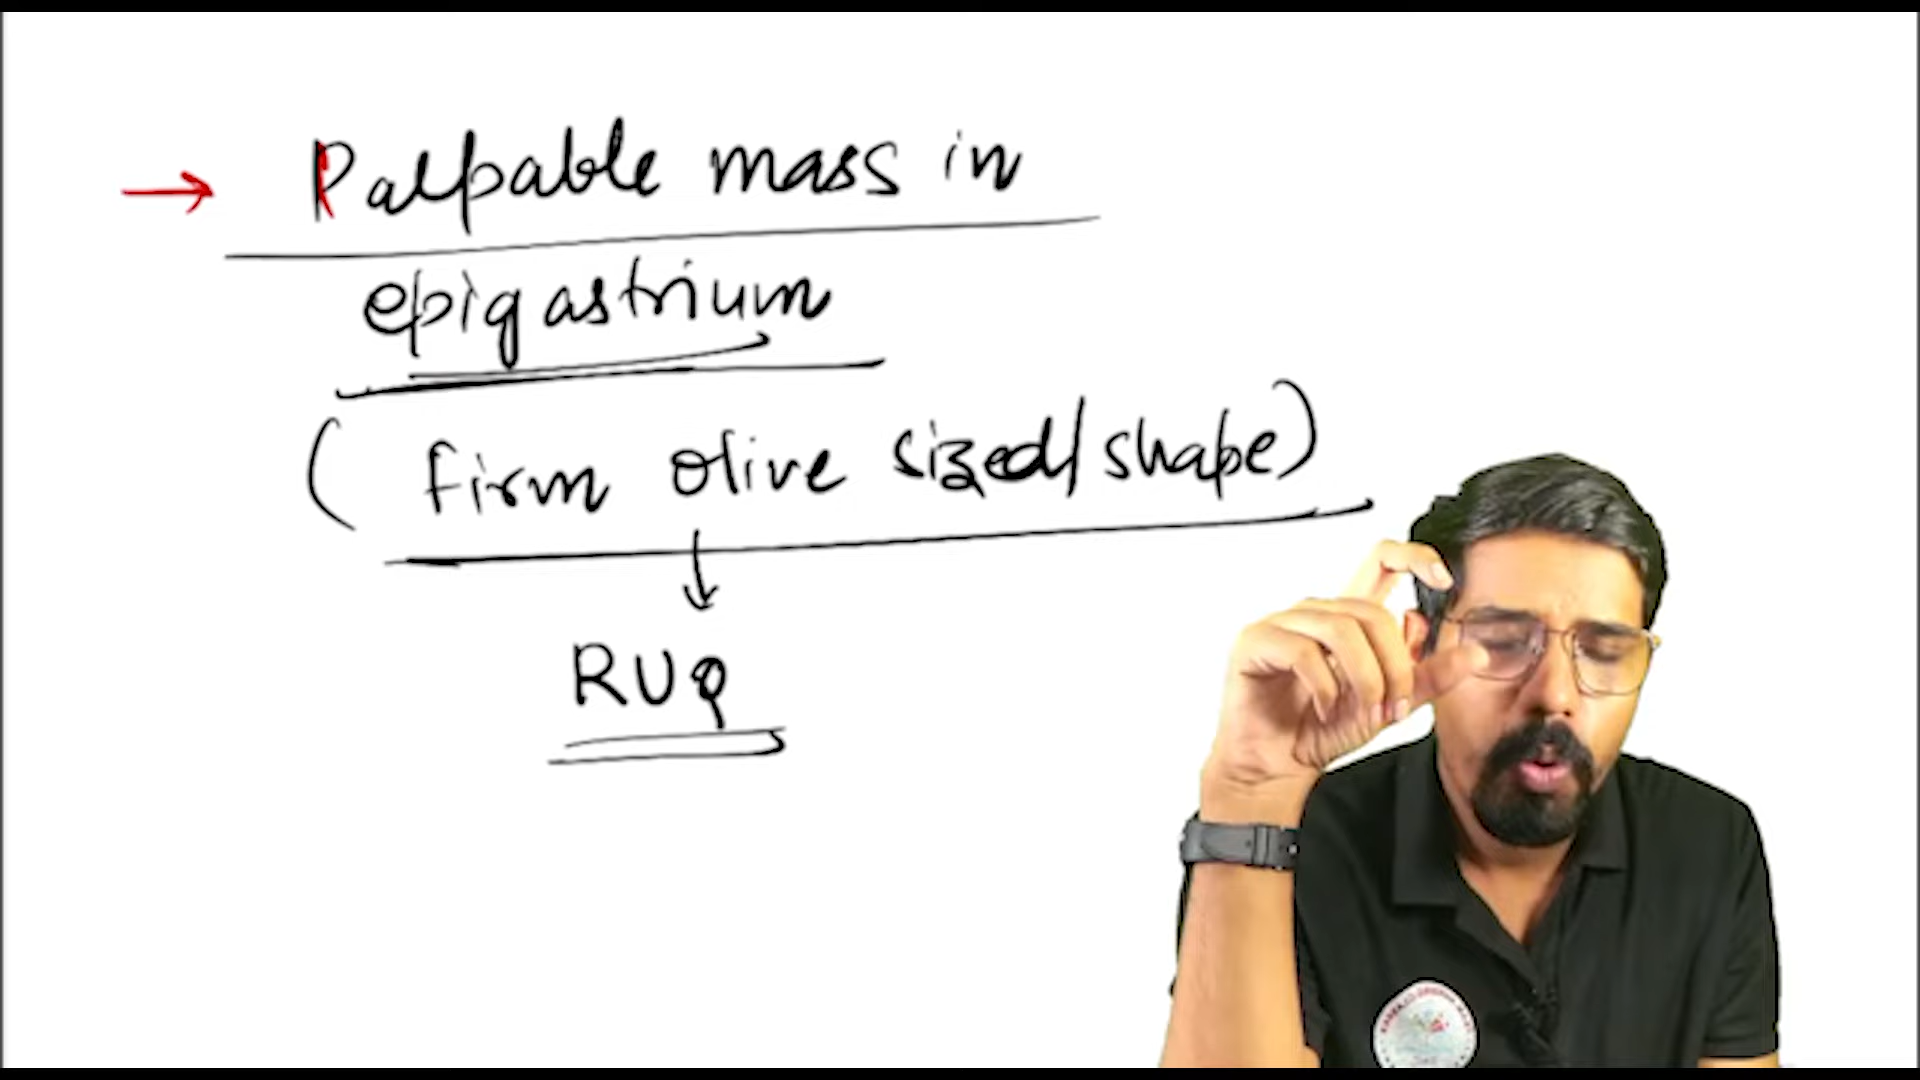 → Palpable mass in
epigastrium
( firm olive sized/shape)
↓
RUQ